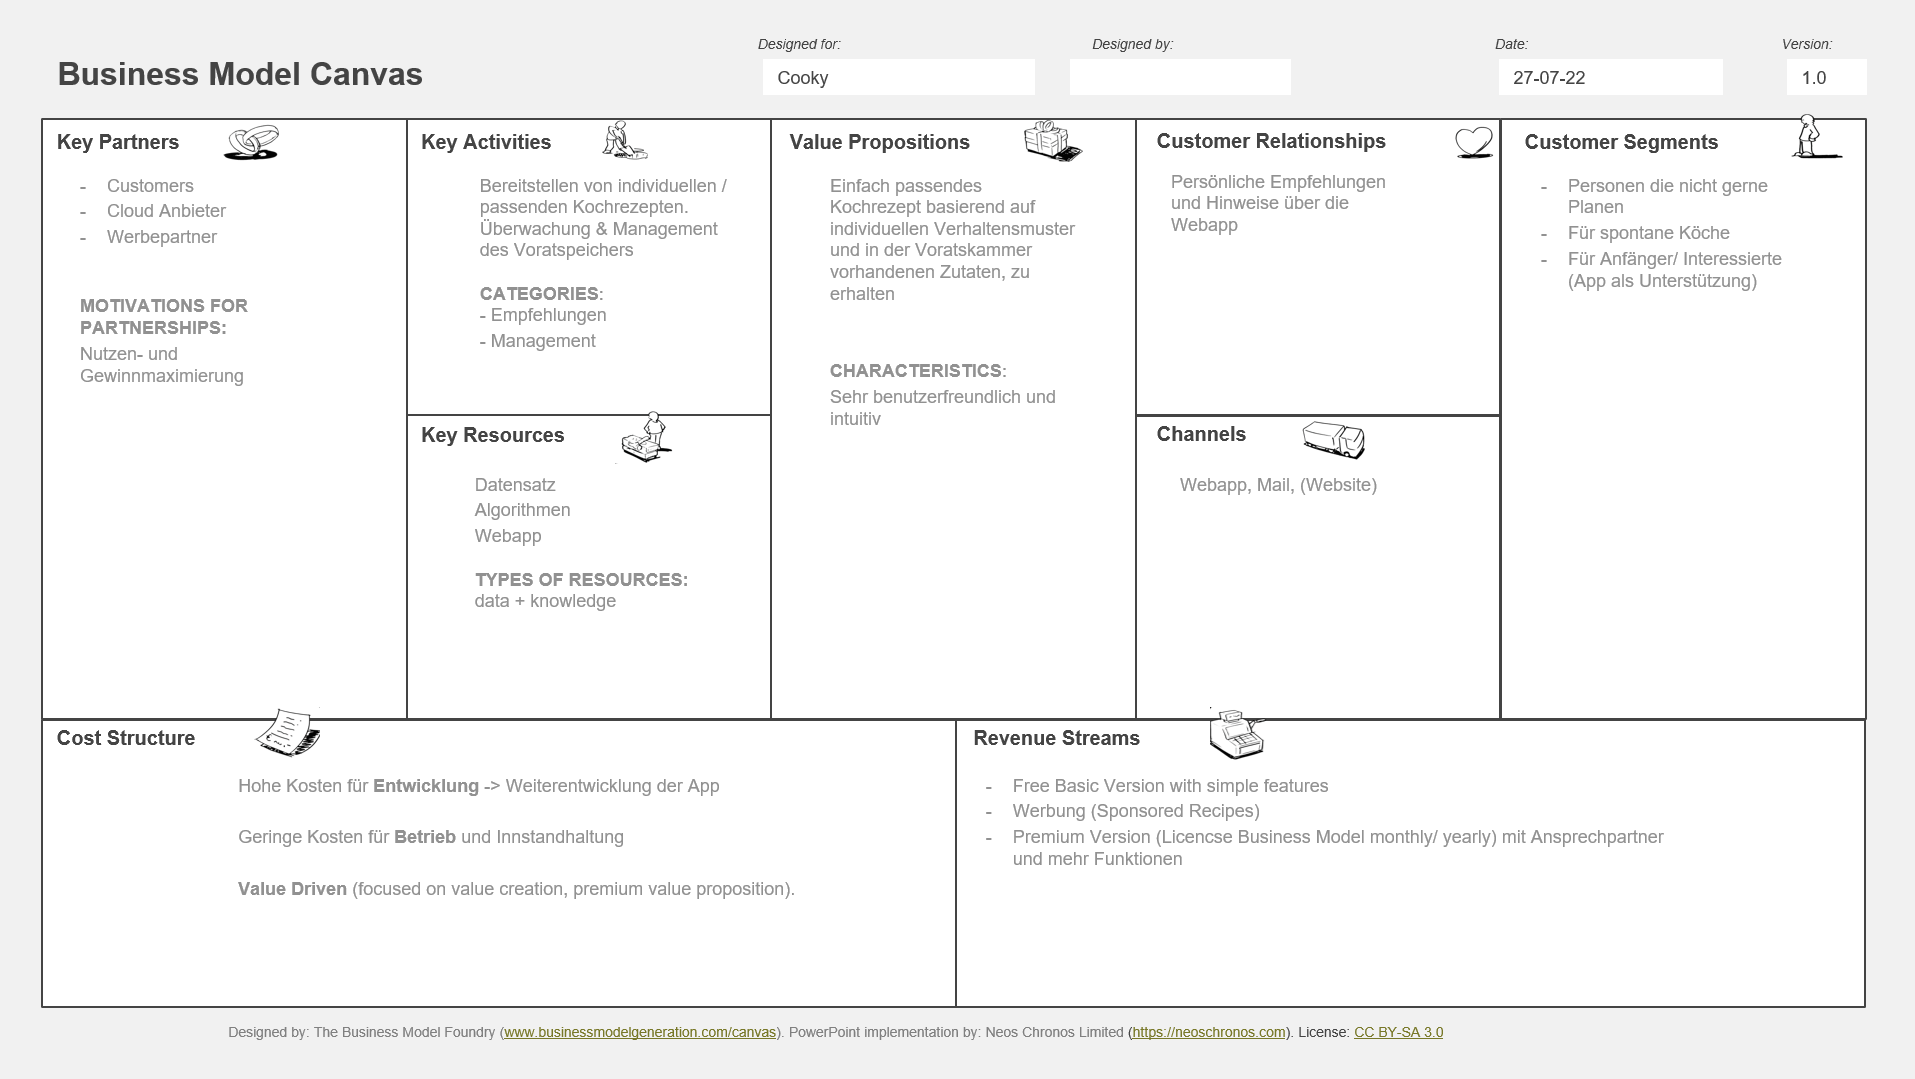 Business Model Canvas
Designed for:
Cooky
Designed by:
Date:
27-07-22
Version:
1.0
Key Partners
- Customers
- Cloud Anbieter
- Werbepartner
MOTIVATIONS FOR
PARTNERSHIPS:
Nutzen- und
Gewinnmaximierung
Key Activities
Bereitstellen von individuellen /
passenden Kochrezepten.
Überwachung & Management
des Voratspeichers
CATEGORIES:
- Empfehlungen
- Management
Key Resources
Datensatz
Algorithmen
Webapp
TYPES OF RESOURCES:
data + knowledge
Value Propositions
Einfach passendes
Kochrezept basierend auf
individuellen Verhaltensmuster
und in der Voratskammer
vorhandenen Zutaten, zu
erhalten
CHARACTERISTICS:
Sehr benutzerfreundlich und
intuitiv
Customer Relationships
Persönliche Empfehlungen
und Hinweise über die
Webapp
Channels
Webapp, Mail, (Website)
Customer Segments
- Personen die nicht gerne
Planen
- Für spontane Köche
- Für Anfänger/ Interessierte
(App als Unterstützung)
Cost Structure
Hohe Kosten für Entwicklung -> Weiterentwicklung der App
Geringe Kosten für Betrieb und Innstandhaltung
Value Driven (focused on value creation, premium value proposition).
Revenue Streams
- Free Basic Version with simple features
- Werbung (Sponsored Recipes)
- Premium Version (Licencse Business Model monthly/ yearly) mit Ansprechpartner
und mehr Funktionen
Designed by: The Business Model Foundry (www.businessmodelgeneration.com/canvas). PowerPoint implementation by: Neos Chronos Limited (https://neoschronos.com). License: CC BY-SA 3.0